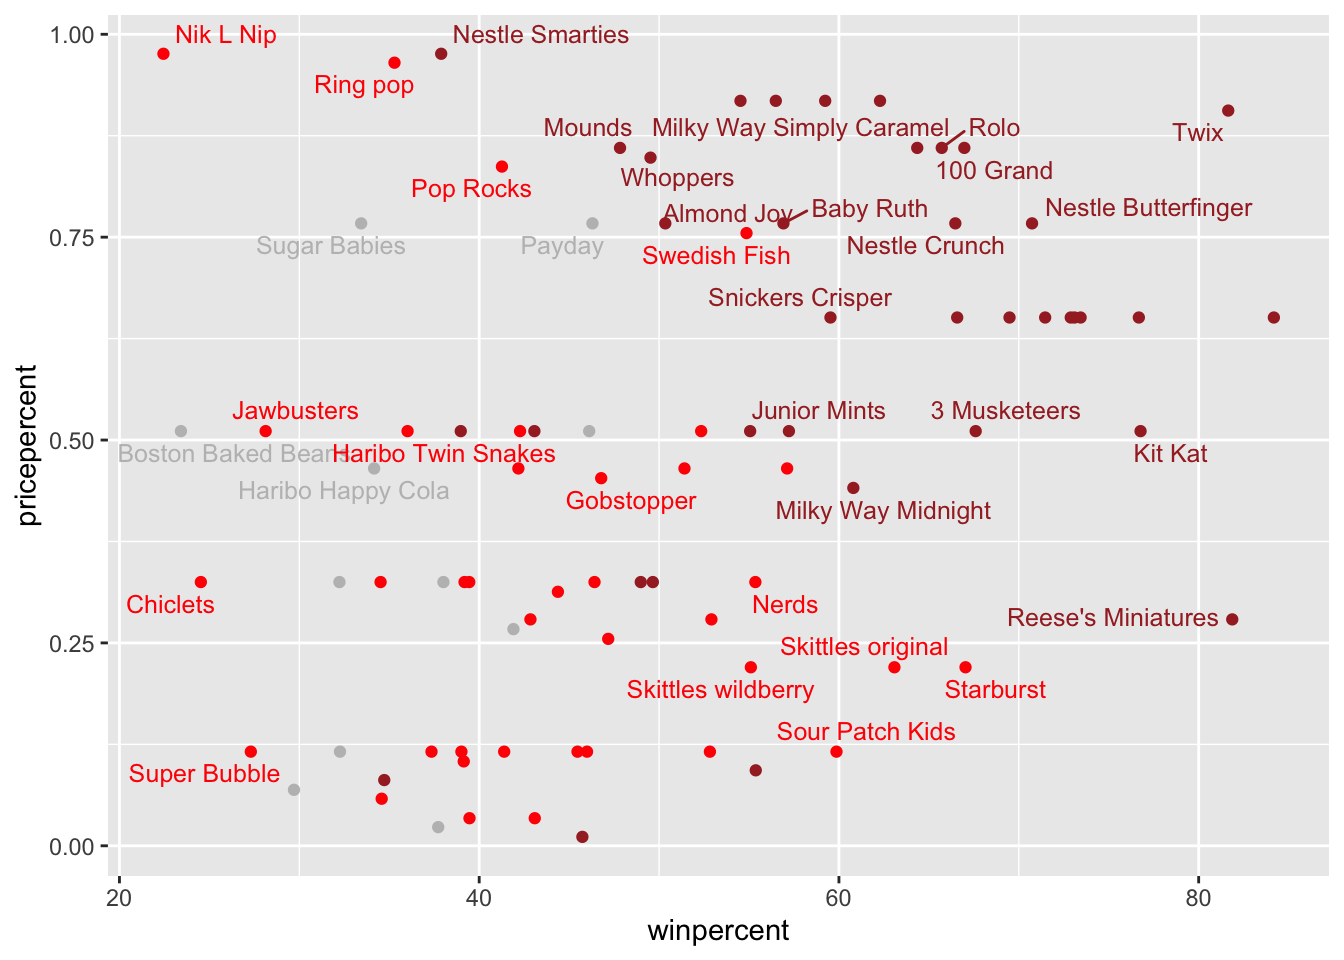 1.00
Nik L Nip
Nestle Smarties
Ring pop
Mounds
Milky Way Simply Caramel
Rolo
Twix
Pop Rocks
Whoppers
100 Grand
Almond Joy
Baby Ruth
Nestle Butterfinger
0.75
Sugar Babies
Payday
Swedish Fish
Nestle Crunch
Snickers Crisper
Jawbusters
Junior Mints
3 Musketeers
0.50
Boston Baked Beans
Haribo Twin Snakes
Kit Kat
Haribo Happy Cola
Gobstopper
Milky Way Midnight
Chiclets
Nerds
Reese's Miniatures
0.25
Skittles original
Skittles wildberry
Starburst
Sour Patch Kids
Super Bubble
0.00
20
40
60
80
winpercent
pricepercent